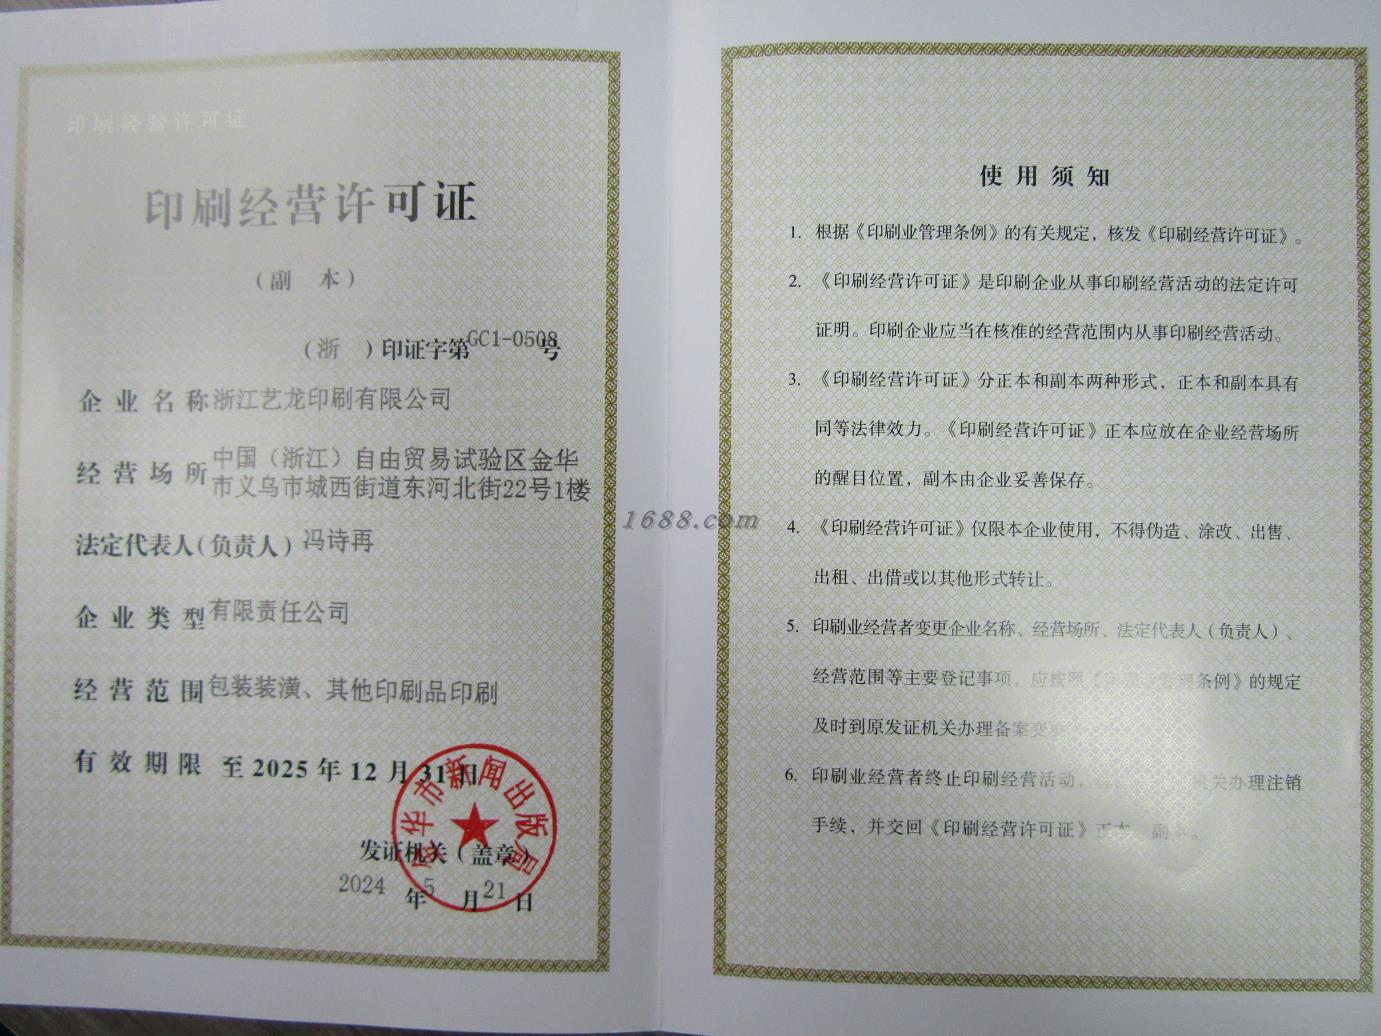 印刷经营许可证
印刷经营许可证
（副 本）
（浙 ）印证字第GC1-0508号
企业名称 浙江艺龙印刷有限公司
经营场所 中国（浙江）自由贸易试验区金华
市义乌市城西街道东河北街22号1楼
法定代表人（负责人） 冯诗再
企业类型 有限责任公司
经营范围 包装装潢、其他印刷品印刷
有效期限 至2025年12月31日
金华市新闻出版局
发证机关（盖章）
2024年5月21日
1688.com
使用须知
1. 根据《印刷业管理条例》的有关规定，核发《印刷经营许可证》。
2. 《印刷经营许可证》是印刷企业从事印刷经营活动的法定许可
证明。印刷企业应当在核准的经营范围内从事印刷经营活动。
3. 《印刷经营许可证》分正本和副本两种形式，正本和副本具有
同等法律效力。《印刷经营许可证》正本应放在企业经营场所
的醒目位置，副本由企业妥善保存。
4. 《印刷经营许可证》仅限本企业使用，不得伪造、涂改、出售、
出租、出借或以其他形式转让。
5. 印刷业经营者变更企业名称、经营场所、法定代表人（负责人）、
经营范围等主要登记事项，应按照《印 管理条例》的规定
及时到原发证机关办理备案变更
6. 印刷业经营者终止印刷经营活动， 机关办理注销
手续，并交回《印刷经营许可证》正本、副本。